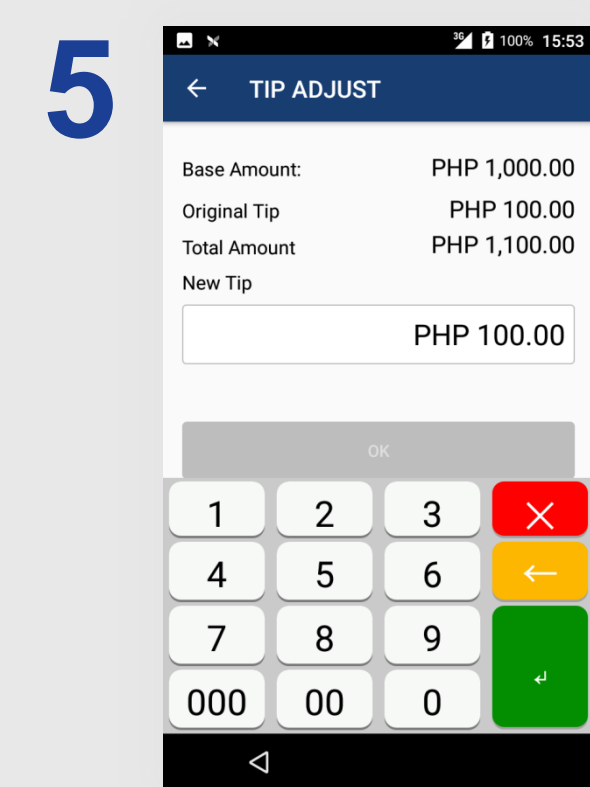 5
3G 100% 15:53
TIP ADJUST
Base Amount: PHP 1,000.00
Original Tip PHP 100.00
Total Amount PHP 1,100.00
New Tip
PHP 100.00
OK
1 2 3
4 5 6
7 8 9
000 00 0